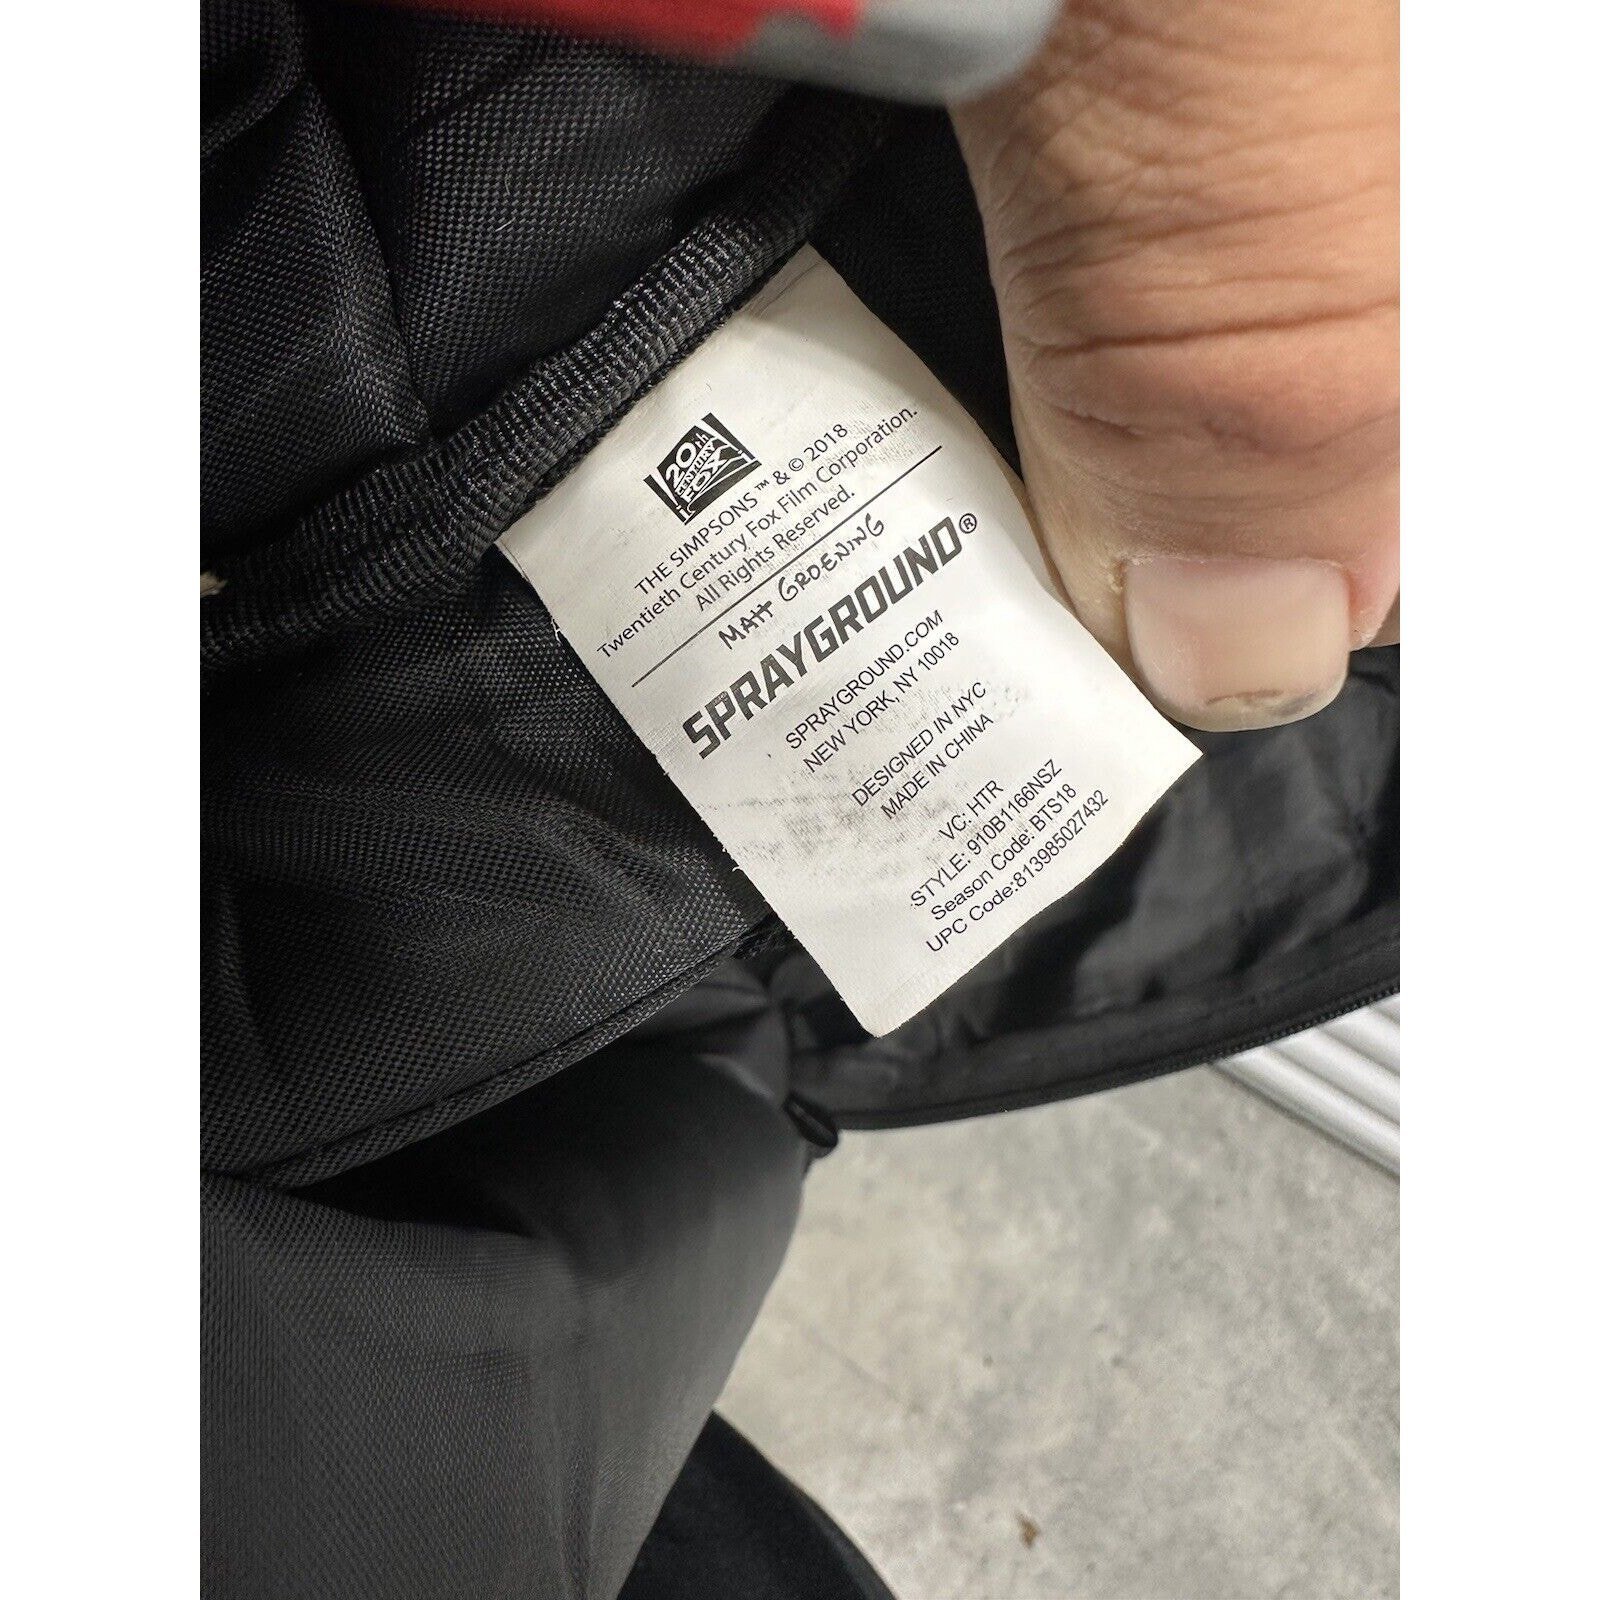 20th
CENTURY
FOX
THE SIMPSONS™ & © 2018
Twentieth Century Fox Film Corporation.
All Rights Reserved.
MATT GROENING
SPRAYGROUND®
SPRAYGROUND.COM
NEW YORK, NY 10018
DESIGNED IN NYC
MADE IN CHINA
VC: HTR
STYLE: 910B1166NSZ
Season Code: BTS18
UPC Code:813985027432